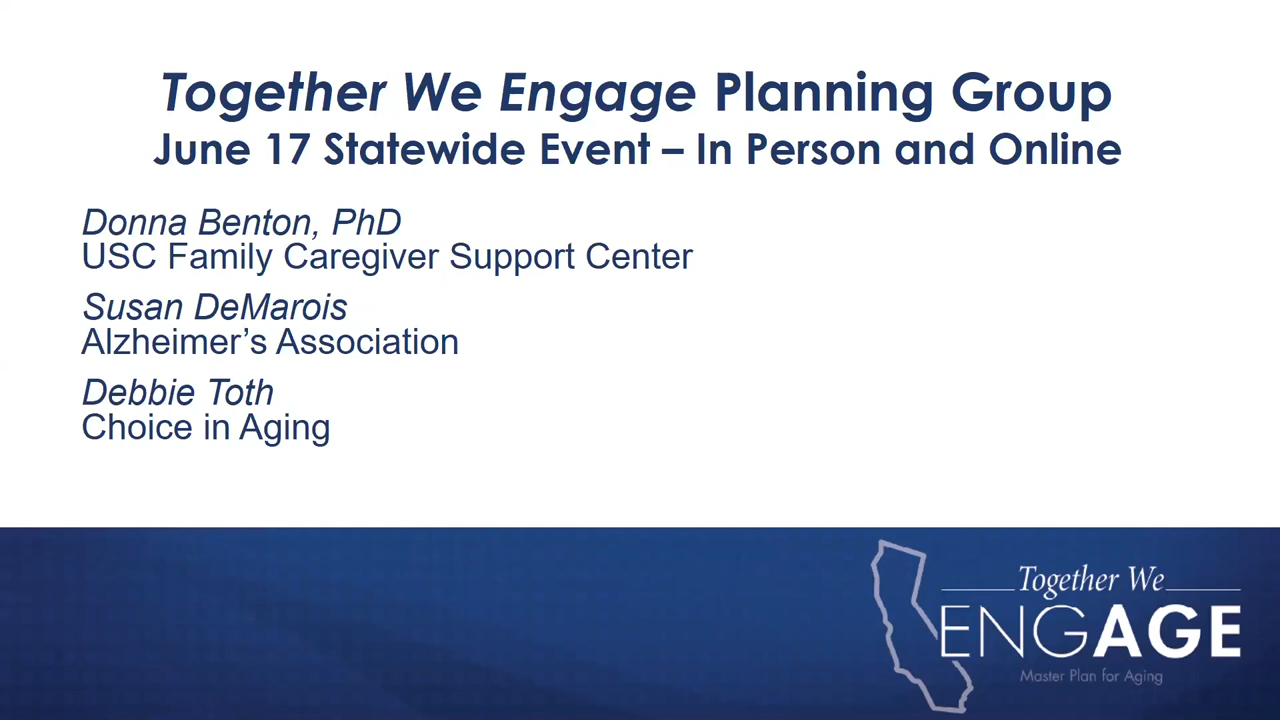 Together We Engage Planning Group
June 17 Statewide Event – In Person and Online
Donna Benton, PhD
USC Family Caregiver Support Center
Susan DeMarois
Alzheimer’s Association
Debbie Toth
Choice in Aging
Together We
ENGAGE
Master Plan for Aging